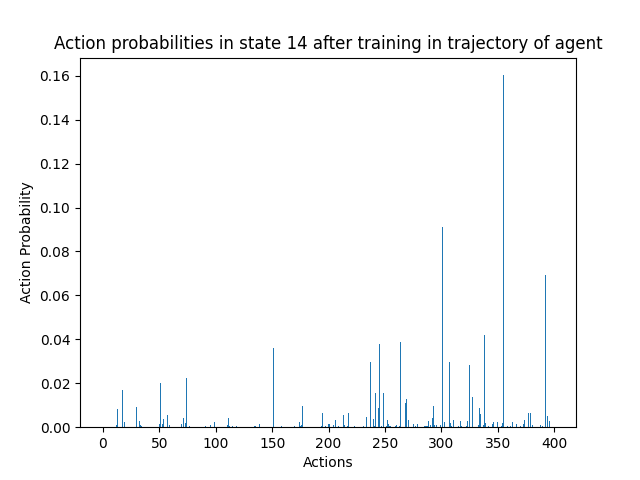 Action probabilities in state 14 after training in trajectory of agent
0.16
0.14
0.12
0.10
0.08
0.06
0.04
0.02
0.00
Action Probability
0 50 100 150 200 250 300 350 400
Actions